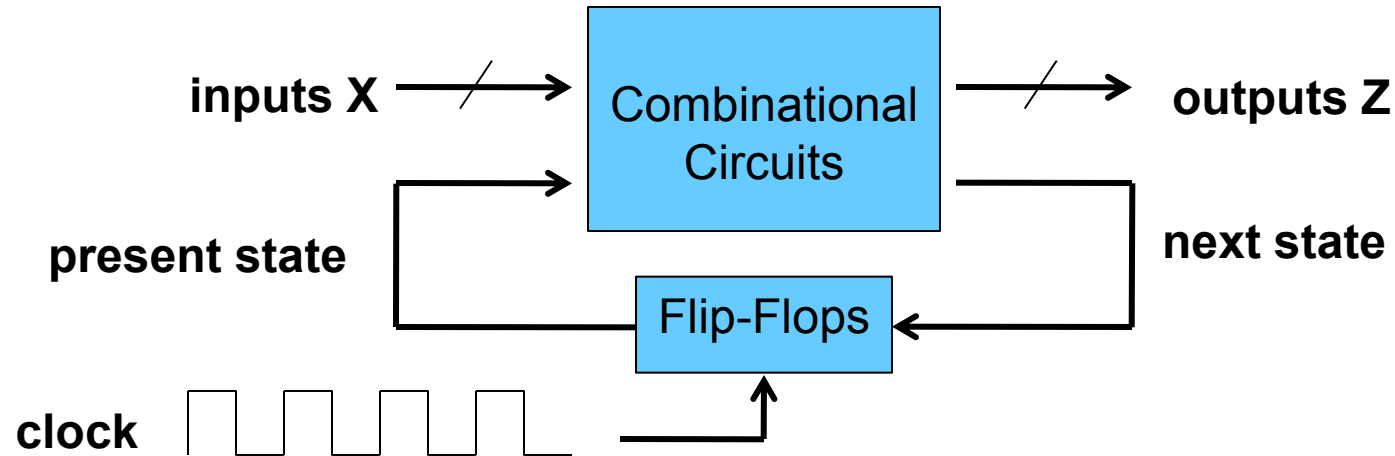 inputs X
Combinational
Circuits
outputs Z
present state
next state
Flip-Flops
clock